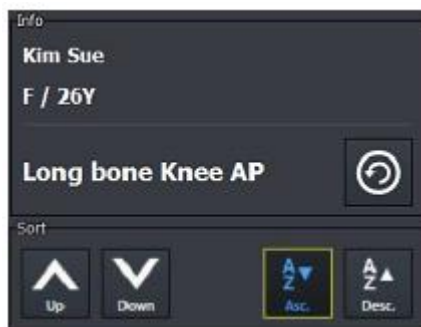 Info
Kim Sue
F / 26Y
Long bone Knee AP
Sort
Up Down A Z Asc. A Z Desc.